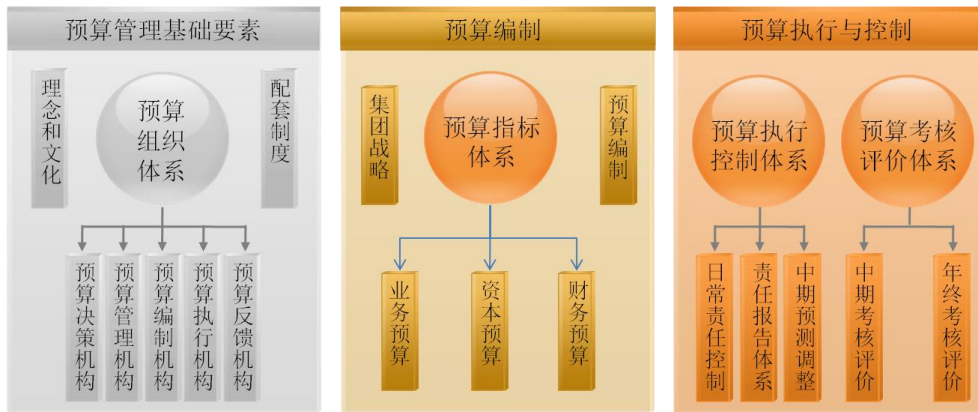 预算管理基础要素
理念和文化
预算
组织
体系
配套制度
预算决策机构
预算管理机构
预算编制机构
预算执行机构
预算反馈机构
预算编制
集团战略
预算指标
体系
预算编制
业务预算
资本预算
财务预算
预算执行与控制
预算执行
控制体系
预算考核
评价体系
日常责任控制
责任报告体系
中期预测调整
中期考核评价
年终考核评价